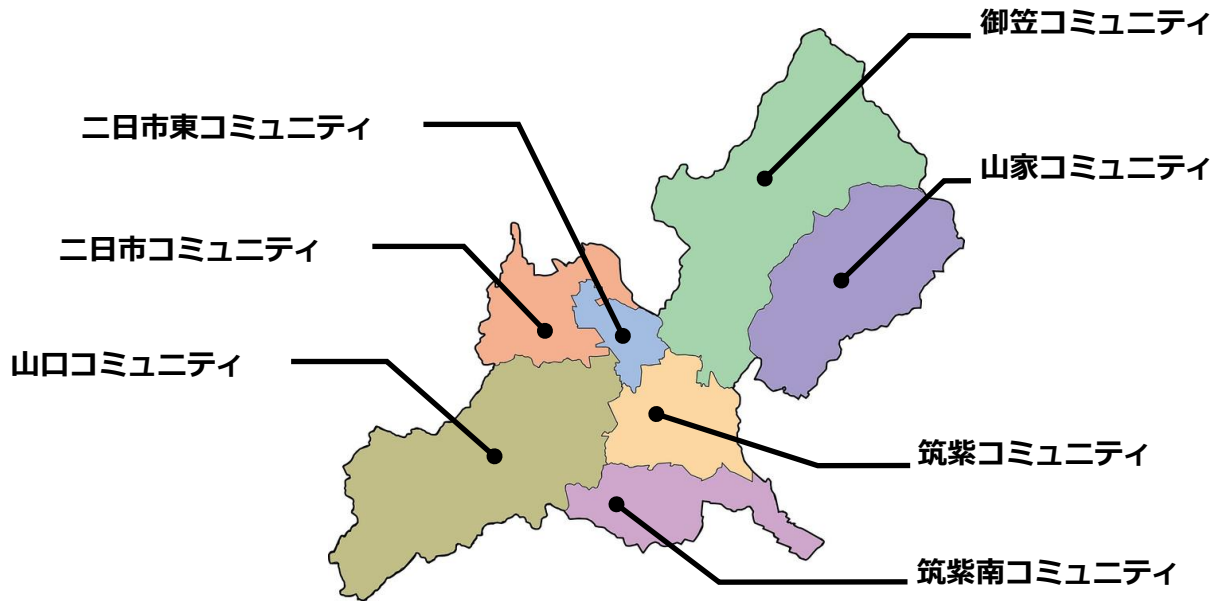 御笠コミュニティ
二日市東コミュニティ
山家コミュニティ
二日市コミュニティ
山口コミュニティ
筑紫コミュニティ
筑紫南コミュニティ